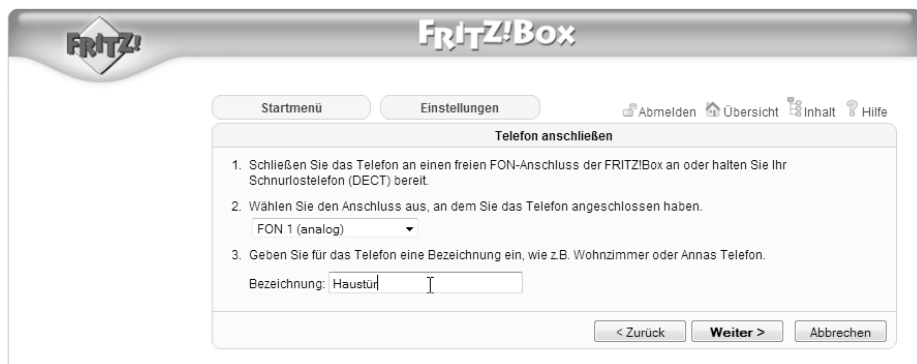 FRITZ!
FRITZ!Box
Startmenü Einstellungen Abmelden Übersicht Inhalt Hilfe
Telefon anschließen
1. Schließen Sie das Telefon an einen freien FON-Anschluss der FRITZ!Box an oder halten Sie Ihr
Schnurlostelefon (DECT) bereit.
2. Wählen Sie den Anschluss aus, an dem Sie das Telefon angeschlossen haben.
FON 1 (analog)
3. Geben Sie für das Telefon eine Bezeichnung ein, wie z.B. Wohnzimmer oder Annas Telefon.
Bezeichnung: Haustür
< Zurück Weiter > Abbrechen